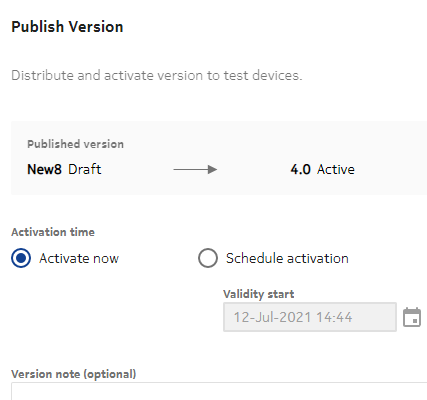 Publish Version
Distribute and activate version to test devices.
Published version
New8 Draft 4.0 Active
Activation time
Activate now Schedule activation
Validity start
12-Jul-2021 14:44
Version note (optional)